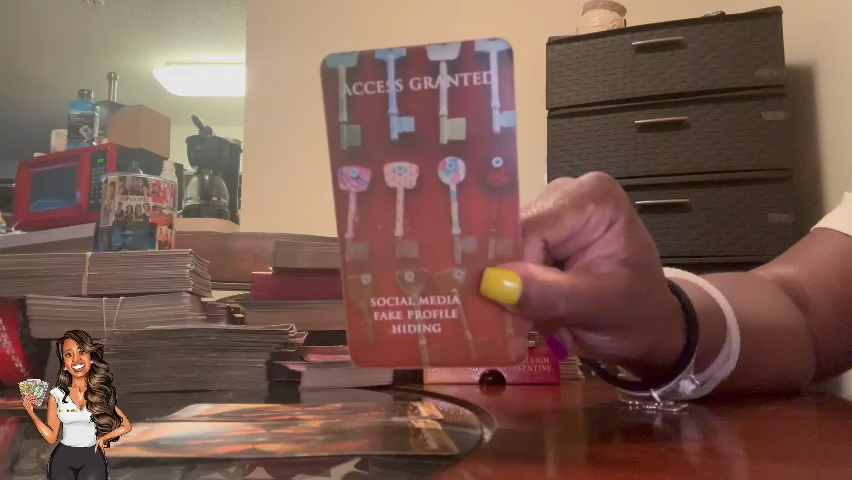 ACCESS GRANTED
SOCIAL MEDIA
FAKE PROFILE
HIDING